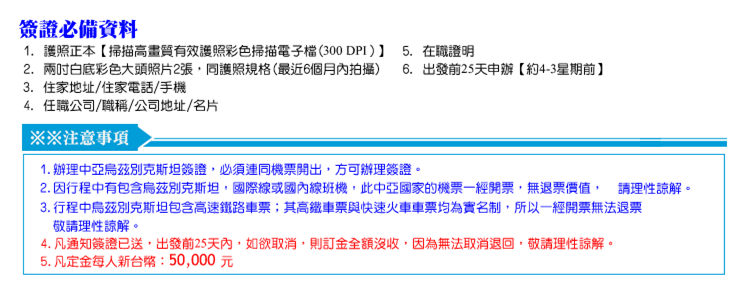 簽證必備資料
1. 護照正本【掃描高畫質有效護照彩色掃描電子檔(300 DPI)】 5. 在職證明
2. 兩吋白底彩色大頭照片2張，同護照規格(最近6個月內拍攝) 6. 出發前25天申辦【約4-3星期前】
3. 住家地址/住家電話/手機
4. 任職公司/職稱/公司地址/名片
※※注意事項
1. 辦理中亞烏茲別克斯坦簽證，必須連同機票開出，方可辦理簽證。
2. 因行程中有包含烏茲別克斯坦，國際線或國內線班機，此中亞國家的機票一經開票，無退票價值， 請理性諒解。
3. 行程中烏茲別克斯坦包含高速鐵路車票；其高鐵車票與快速火車車票均為實名制，所以一經開票無法退票
敬請理性諒解。
4. 凡通知簽證已送，出發前25天內，如欲取消，則訂金全額沒收，因為無法取消退回，敬請理性諒解。
5. 凡定金每人新台幣：50,000 元